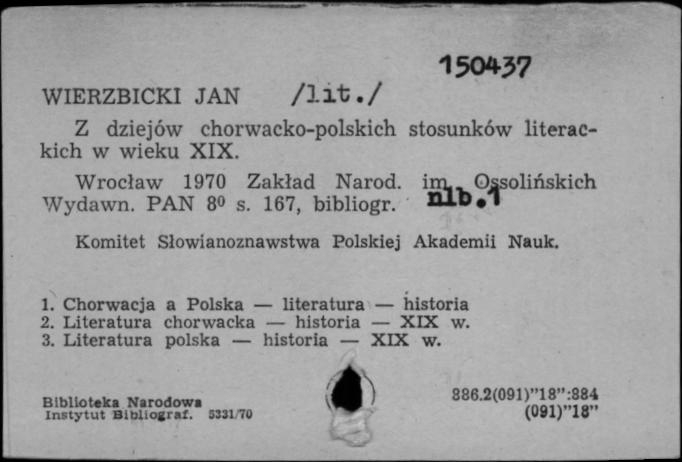 150437
WIERZBICKI JAN /lit./
Z dziejów chorwacko-polskich stosunków literac-
kich w wieku XIX.
Wrocław 1970 Zakład Narod. im. Ossolińskich
Wydawn. PAN 8⁰ s. 167, bibliogr. nlb.1
Komitet Słowianoznawstwa Polskiej Akademii Nauk.
1. Chorwacja a Polska — literatura — historia
2. Literatura chorwacka — historia — XIX w.
3. Literatura polska — historia — XIX w.
Biblioteka Narodowa
Instytut Bibliograf. 5331/70
886.2(091)"18":884
(091)"18"